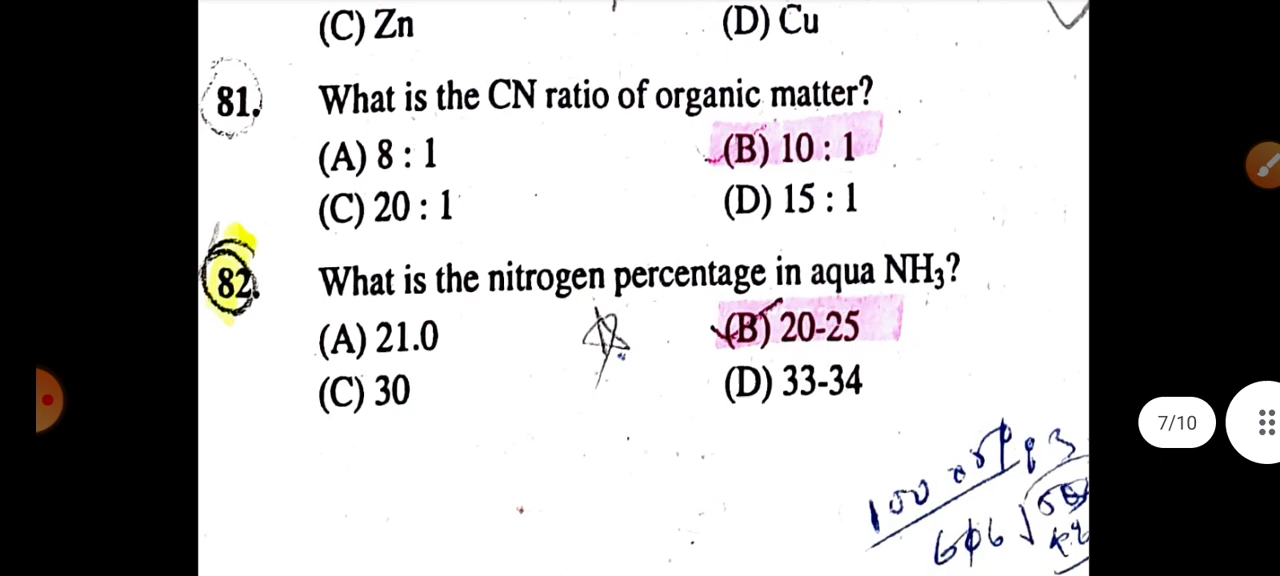 (C) Zn (D) Cu
81. What is the CN ratio of organic matter?
(A) 8 : 1 (B) 10 : 1
(C) 20 : 1 (D) 15 : 1
82. What is the nitrogen percentage in aqua NH₃?
(A) 21.0 (B) 20-25
(C) 30 (D) 33-34
7/10
100